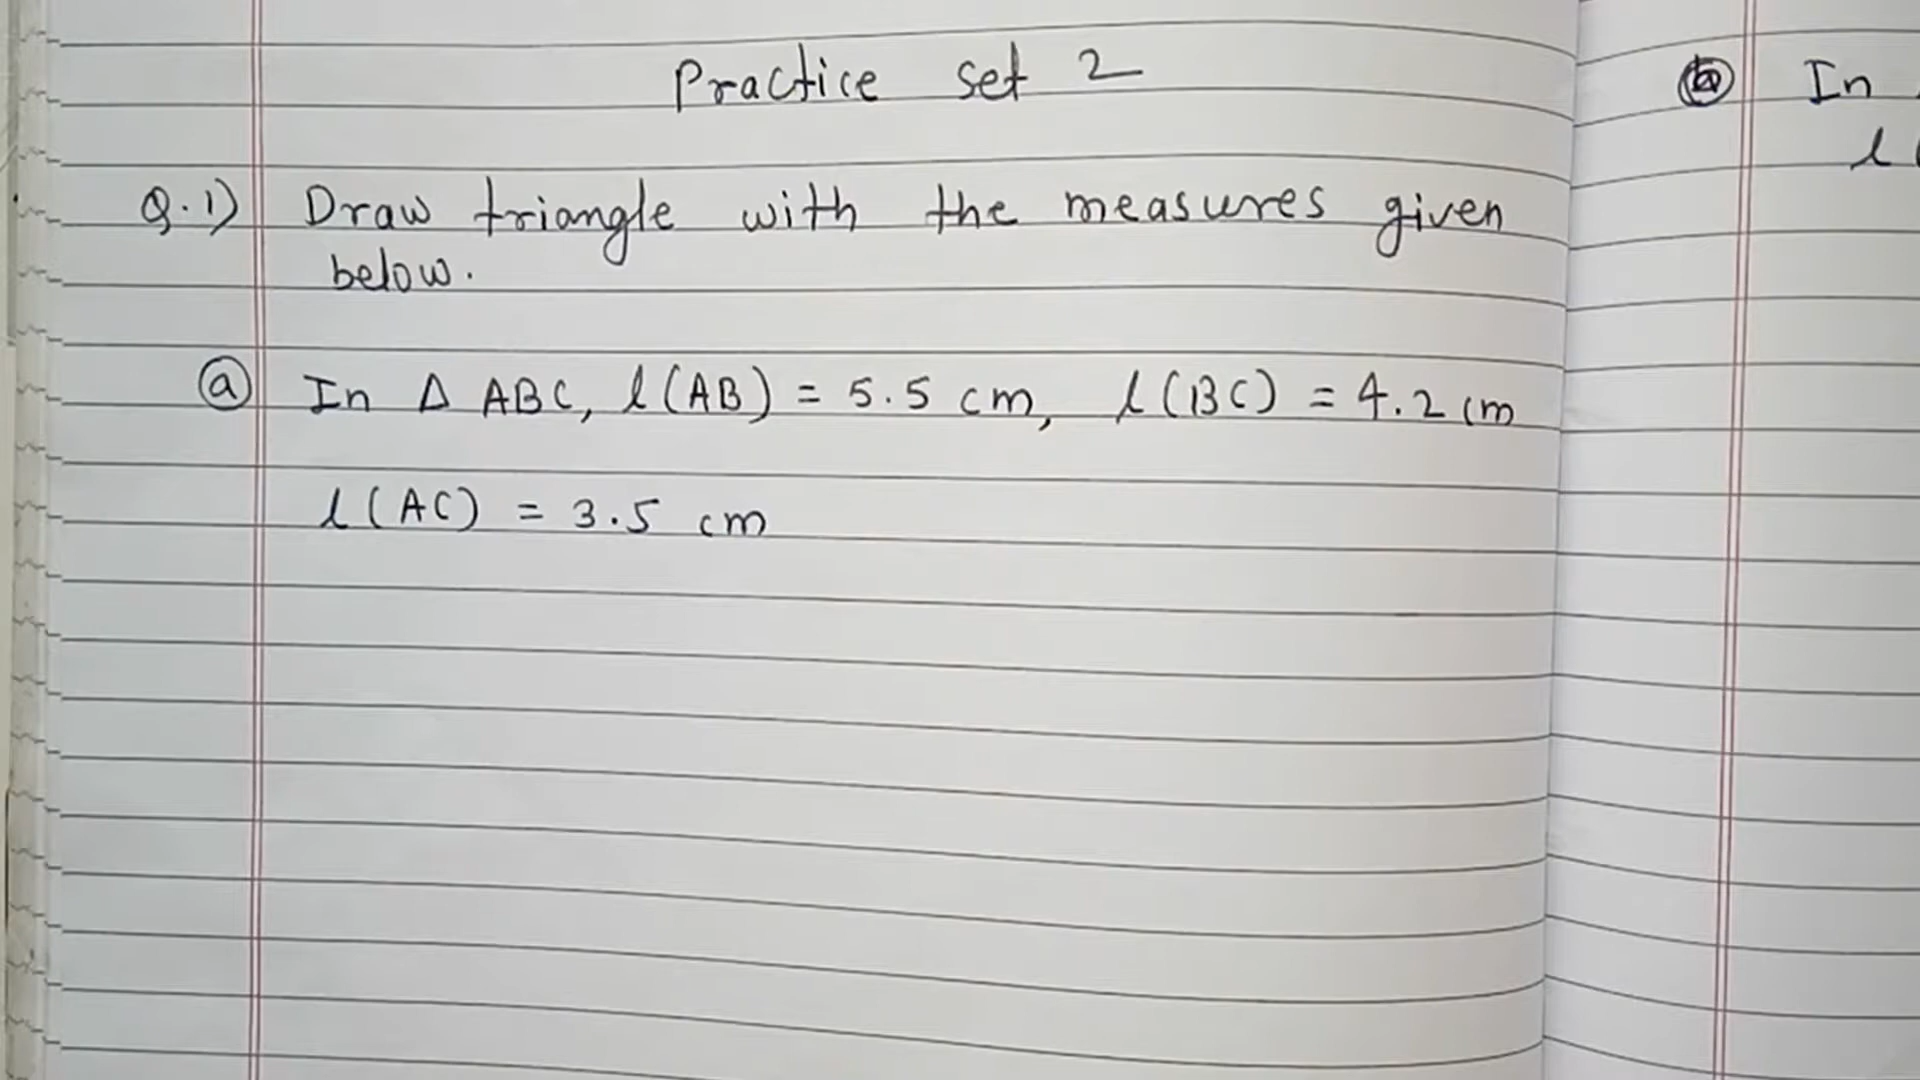 Practice set 2
Q.1) Draw triangle with the measures given
below.
ⓐ In Δ ABC, l(AB) = 5.5 cm, l(BC) = 4.2 cm
l(AC) = 3.5 cm
ⓑ In
l(